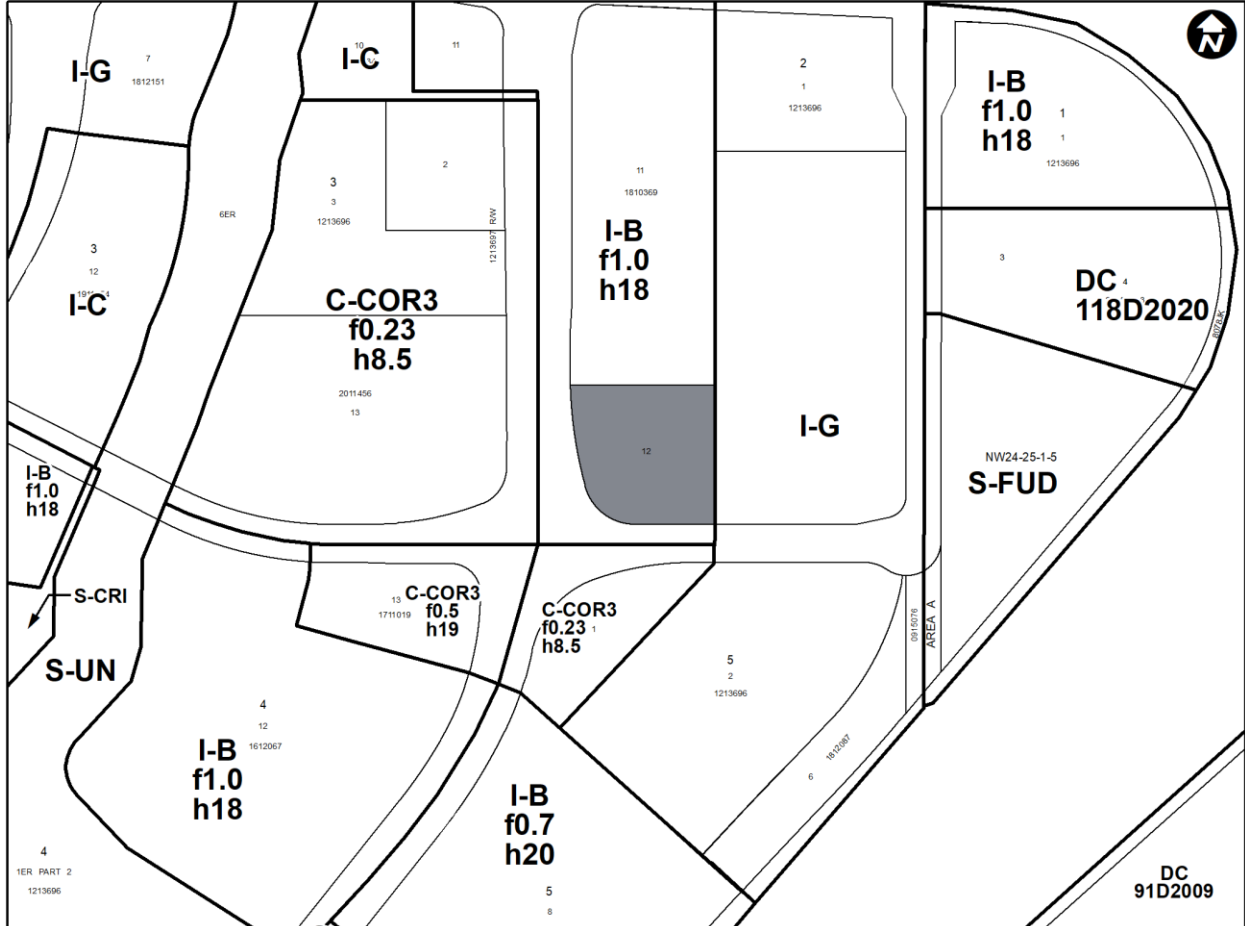 N
I-G
7
1812151
10
I-C
11
2
1
1213696
I-B
f1.0
h18
1
1
1213696
3
3
1213696
2
1213697 R/W
11
1810369
6ER
3
12
I-C
I-B
f1.0
h18
C-COR3
f0.23
h8.5
2011456
13
3
DC
118D2020
4
8078JK
12
I-G
NW24-25-1-5
S-FUD
I-B
f1.0
h18
S-CRI
S-UN
13
1711019
C-COR3
f0.5
h19
C-COR3
f0.23
h8.5
1
0915076
AREA A
5
2
1213696
4
12
1612067
I-B
f1.0
h18
1812087
6
I-B
f0.7
h20
5
8
4
1ER PART 2
1213696
DC
91D2009